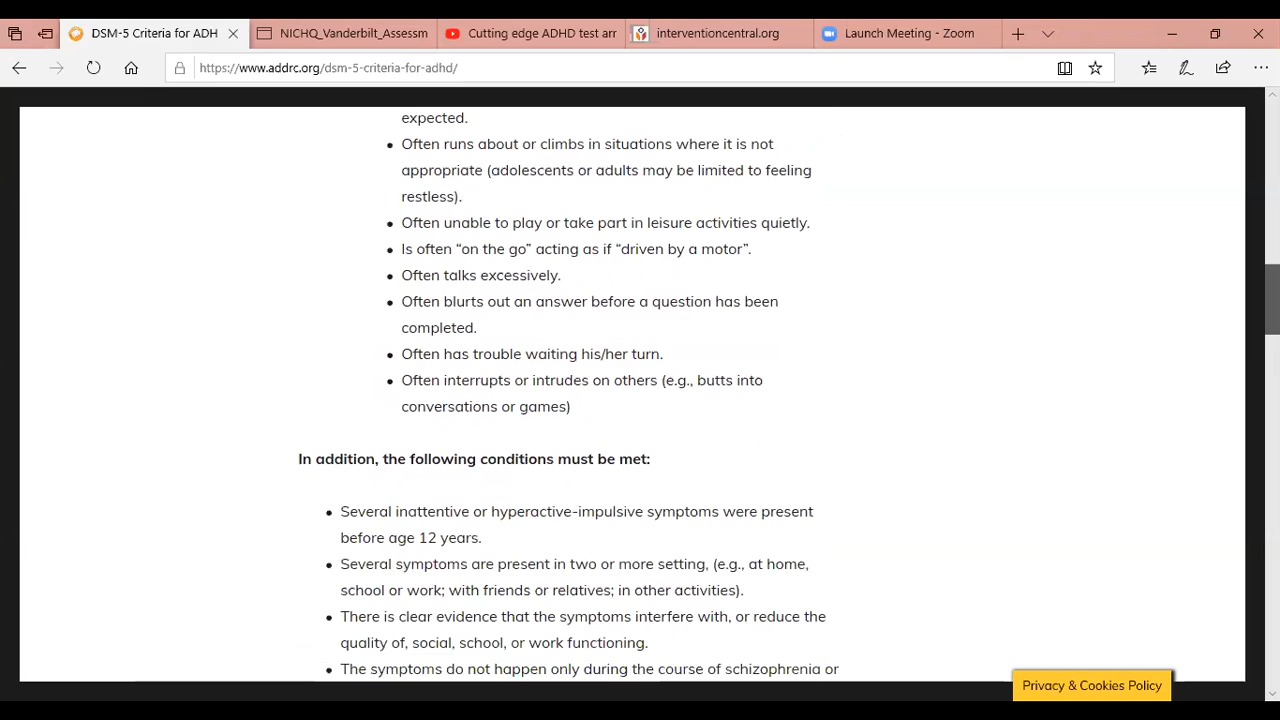 DSM-5 Criteria for ADH
NICHQ_Vanderbilt_Assessm
Cutting edge ADHD test arr
interventioncentral.org
Launch Meeting - Zoom
https://www.addrc.org/dsm-5-criteria-for-adhd/
expected.
• Often runs about or climbs in situations where it is not
appropriate (adolescents or adults may be limited to feeling
restless).
• Often unable to play or take part in leisure activities quietly.
• Is often “on the go” acting as if “driven by a motor”.
• Often talks excessively.
• Often blurts out an answer before a question has been
completed.
• Often has trouble waiting his/her turn.
• Often interrupts or intrudes on others (e.g., butts into
conversations or games)
In addition, the following conditions must be met:
• Several inattentive or hyperactive-impulsive symptoms were present
before age 12 years.
• Several symptoms are present in two or more setting, (e.g., at home,
school or work; with friends or relatives; in other activities).
• There is clear evidence that the symptoms interfere with, or reduce the
quality of, social, school, or work functioning.
• The symptoms do not happen only during the course of schizophrenia or
Privacy & Cookies Policy